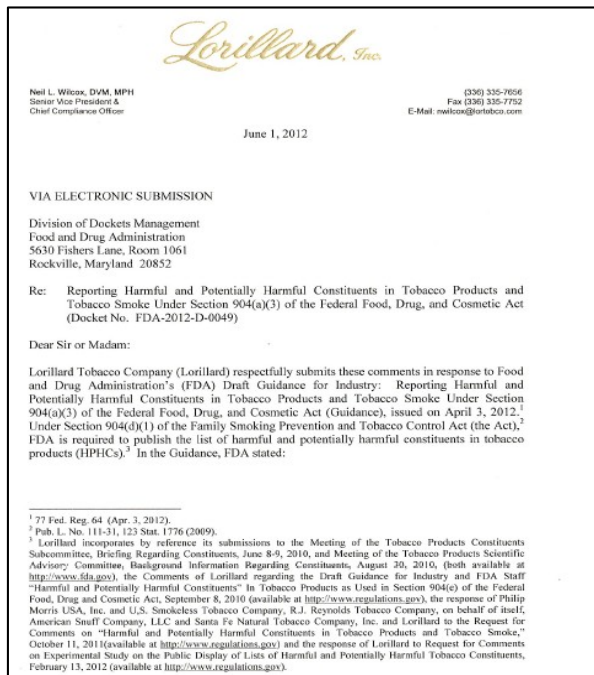 Lorillard, Inc.
Neil L. Wilcox, DVM, MPH
Senior Vice President &
Chief Compliance Officer
(336) 335-7656
Fax (336) 335-7752
E-Mail: nwilcox@lortobco.com
June 1, 2012
VIA ELECTRONIC SUBMISSION
Division of Dockets Management
Food and Drug Administration
5630 Fishers Lane, Room 1061
Rockville, Maryland 20852
Re: Reporting Harmful and Potentially Harmful Constituents in Tobacco Products and
Tobacco Smoke Under Section 904(a)(3) of the Federal Food, Drug, and Cosmetic Act
(Docket No. FDA-2012-D-0049)
Dear Sir or Madam:
Lorillard Tobacco Company (Lorillard) respectfully submits these comments in response to Food
and Drug Administration's (FDA) Draft Guidance for Industry: Reporting Harmful and
Potentially Harmful Constituents in Tobacco Products and Tobacco Smoke Under Section
904(a)(3) of the Federal Food, Drug, and Cosmetic Act (Guidance), issued on April 3, 2012.1
Under Section 904(d)(1) of the Family Smoking Prevention and Tobacco Control Act (the Act),2
FDA is required to publish the list of harmful and potentially harmful constituents in tobacco
products (HPHCs).3 In the Guidance, FDA stated:
1 77 Fed. Reg. 64 (Apr. 3, 2012).
2 Pub. L. No. 111-31, 123 Stat. 1776 (2009).
3 Lorillard incorporates by reference its submissions to the Meeting of the Tobacco Products Constituents
Subcommittee, Briefing Regarding Constituents, June 8-9, 2010, and Meeting of the Tobacco Products Scientific
Advisory Committee, Background Information Regarding Constituents, August 30, 2010, (both available at
http://www.fda.gov), the Comments of Lorillard regarding the Draft Guidance for Industry and FDA Staff
"Harmful and Potentially Harmful Constituents" In Tobacco Products as Used in Section 904(e) of the Federal
Food, Drug and Cosmetic Act, September 8, 2010 (available at http://www.regulations.gov), the response of Philip
Morris USA, Inc. and U.S. Smokeless Tobacco Company, R.J. Reynolds Tobacco Company, on behalf of itself,
American Snuff Company, LLC and Santa Fe Natural Tobacco Company, Inc. and Lorillard to the Request for
Comments on "Harmful and Potentially Harmful Constituents in Tobacco Products and Tobacco Smoke,"
October 11, 2011(available at http://www.regulations.gov) and the response of Lorillard to Request for Comments
on Experimental Study on the Public Display of Lists of Harmful and Potentially Harmful Tobacco Constituents,
February 13, 2012 (available at http://www.regulations.gov).